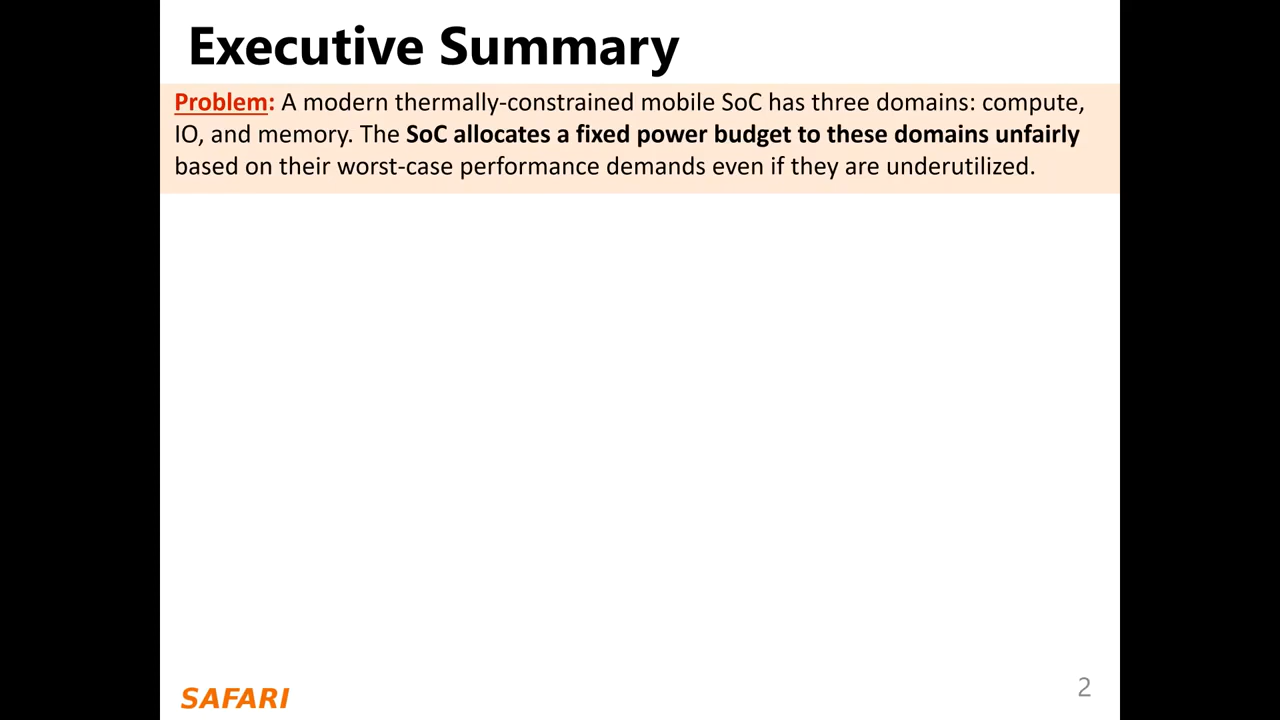 Executive Summary
Problem: A modern thermally-constrained mobile SoC has three domains: compute,
IO, and memory. The SoC allocates a fixed power budget to these domains unfairly
based on their worst-case performance demands even if they are underutilized.
SAFARI
2